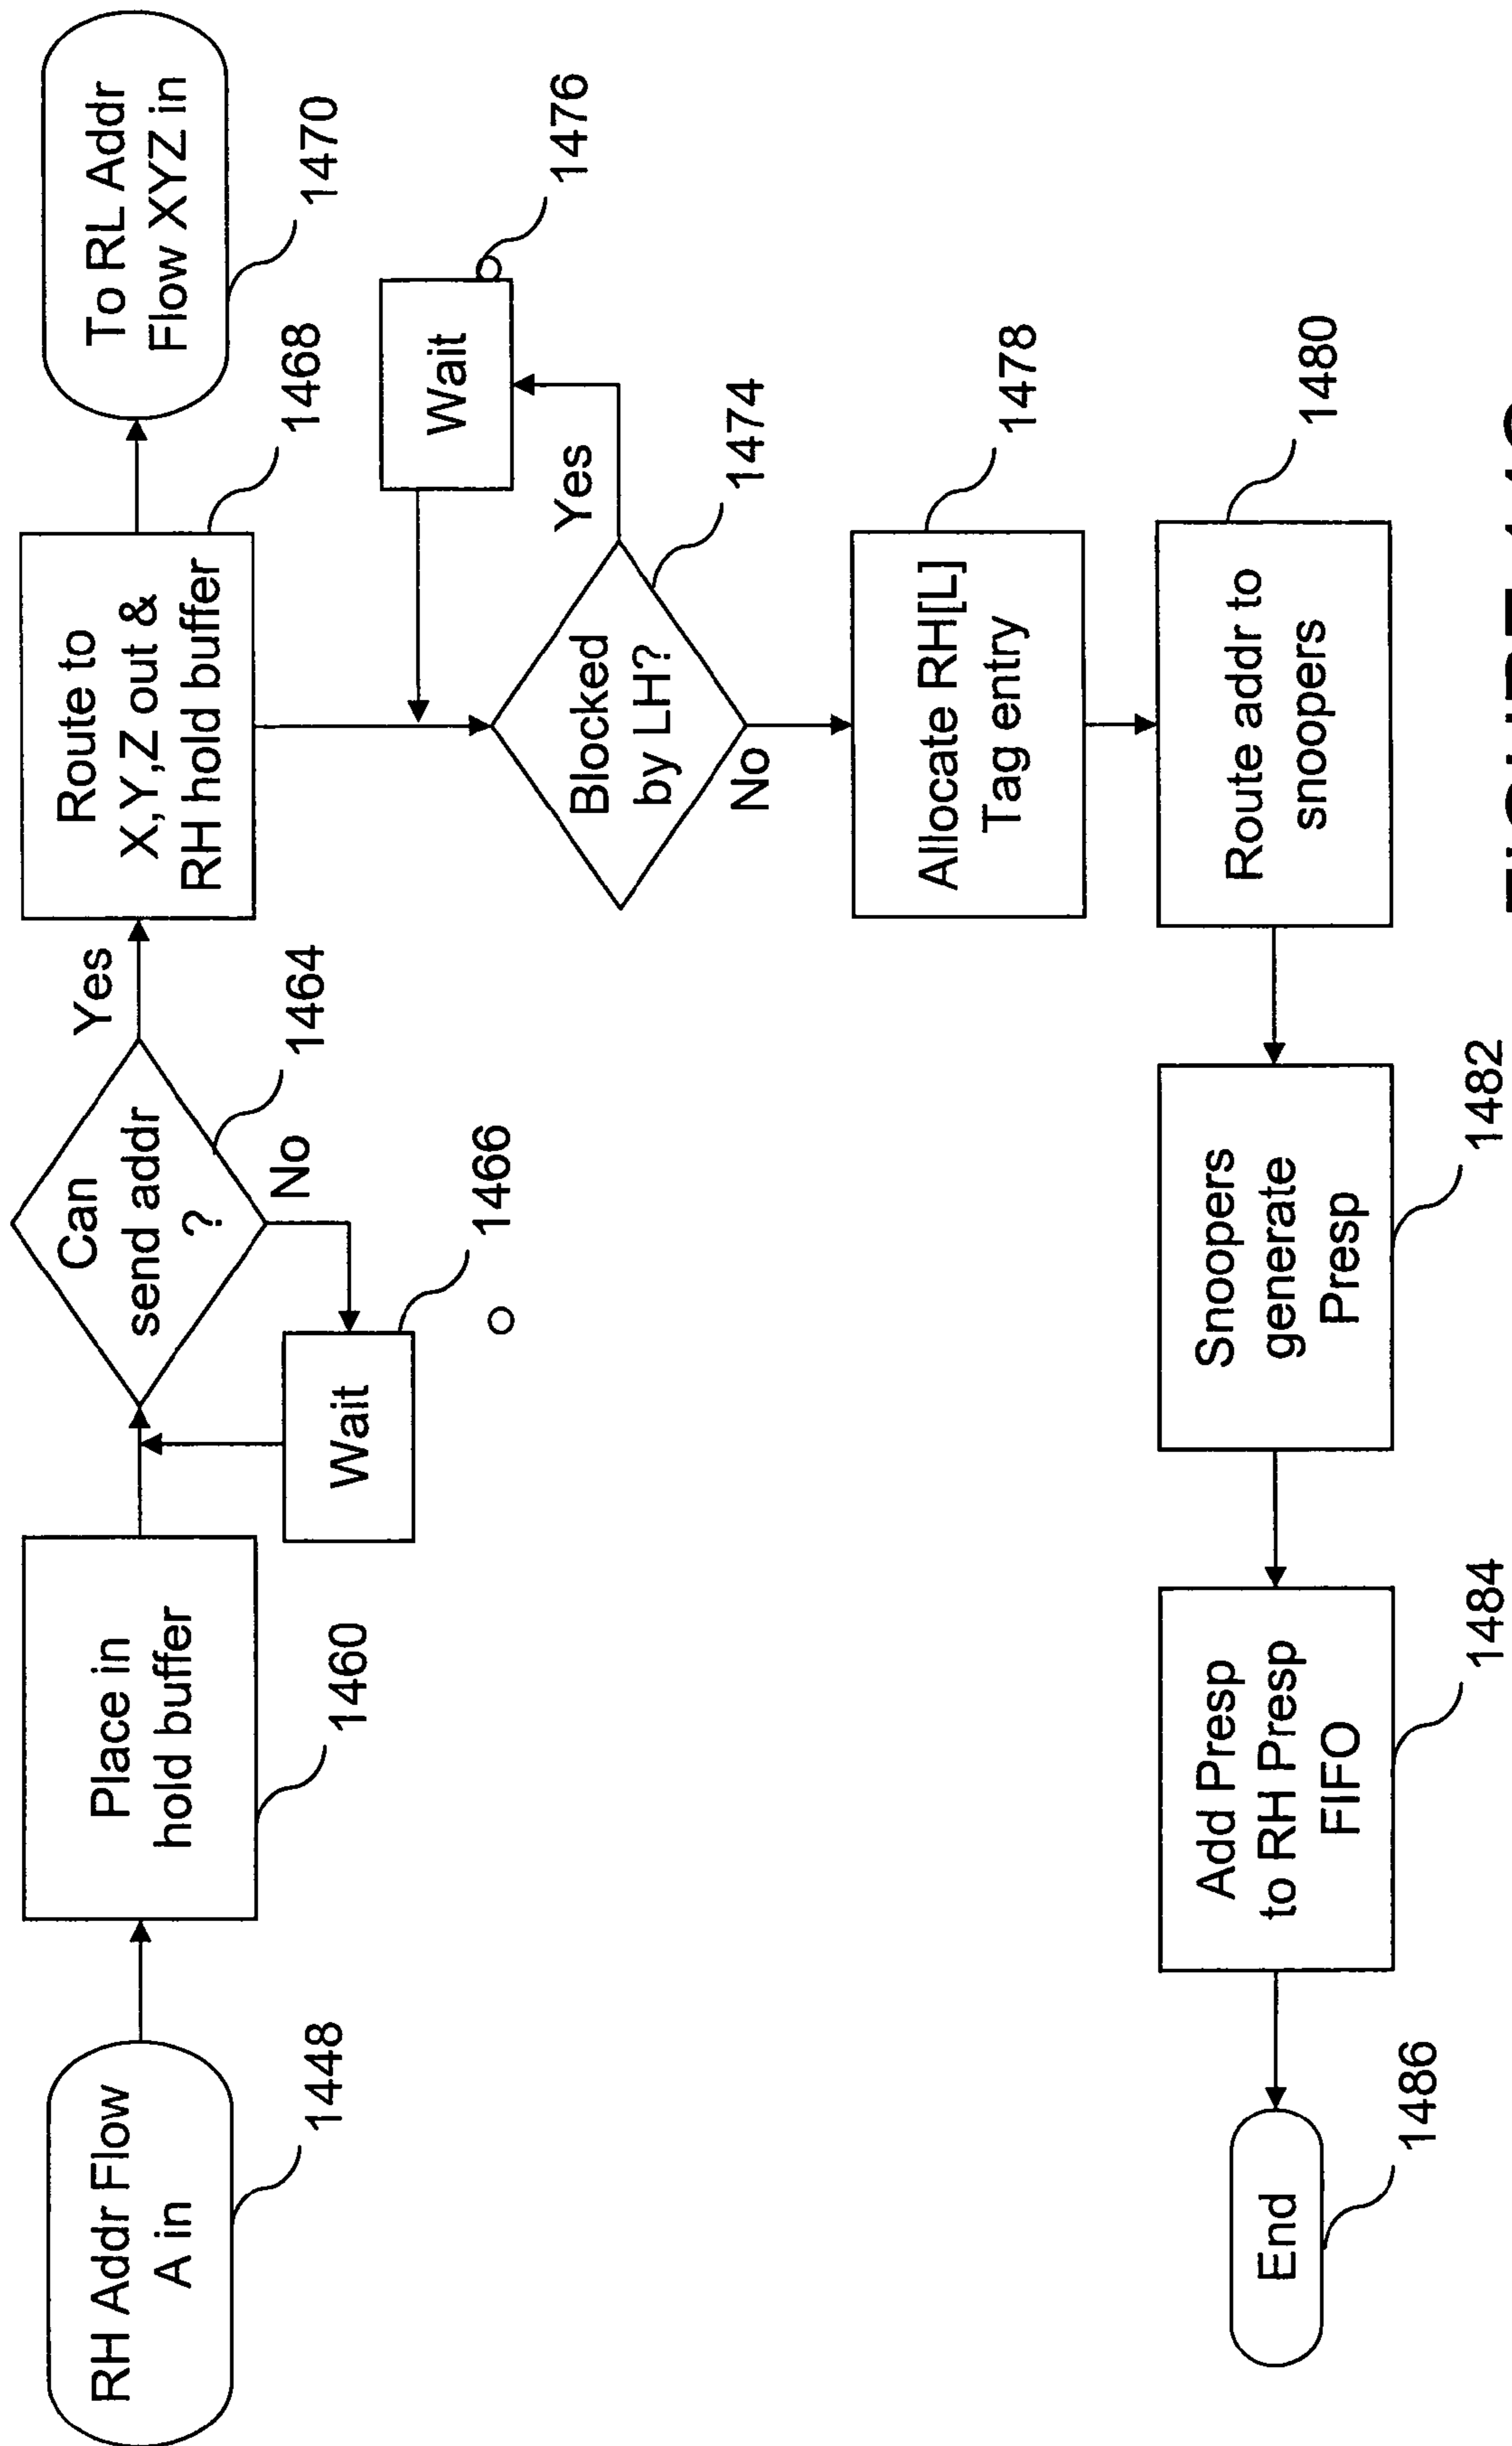 RH Addr Flow
A in
1448
Place in
hold buffer
1460
Can
send addr
?
1464
Yes
No
Wait
1466
Route to
X,Y,Z out &
RH hold buffer
1468
To RL Addr
Flow XYZ in
1470
Blocked
by LH?
1474
Yes
Wait
1476
No
Allocate RH[L]
Tag entry
1478
Route addr to
snoopers
1480
Snoopers
generate
Presp
1482
Add Presp
to RH Presp
FIFO
1484
End
1486